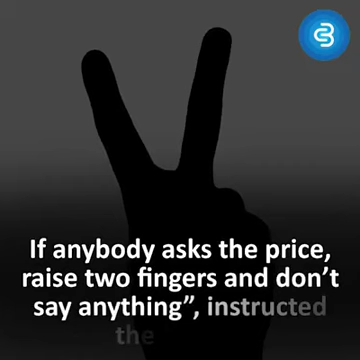 If anybody asks the price,
raise two fingers and don't
say anything”, instructed
the